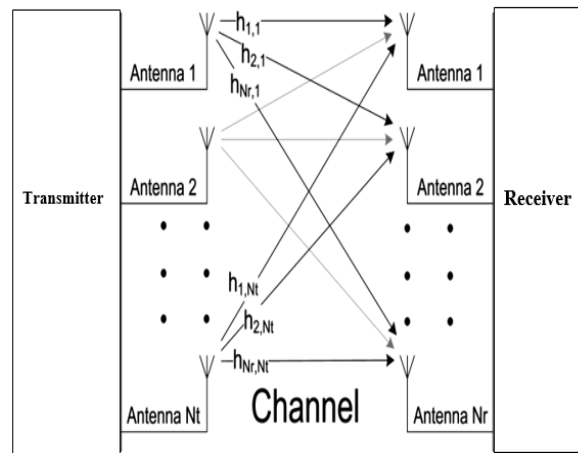 h1,1
h2,1
hNr,1
Antenna 1
Antenna 1
Transmitter
Antenna 2
Antenna 2
Receiver
h1,Nt
h2,Nt
hNr,Nt
Channel
Antenna Nt
Antenna Nr